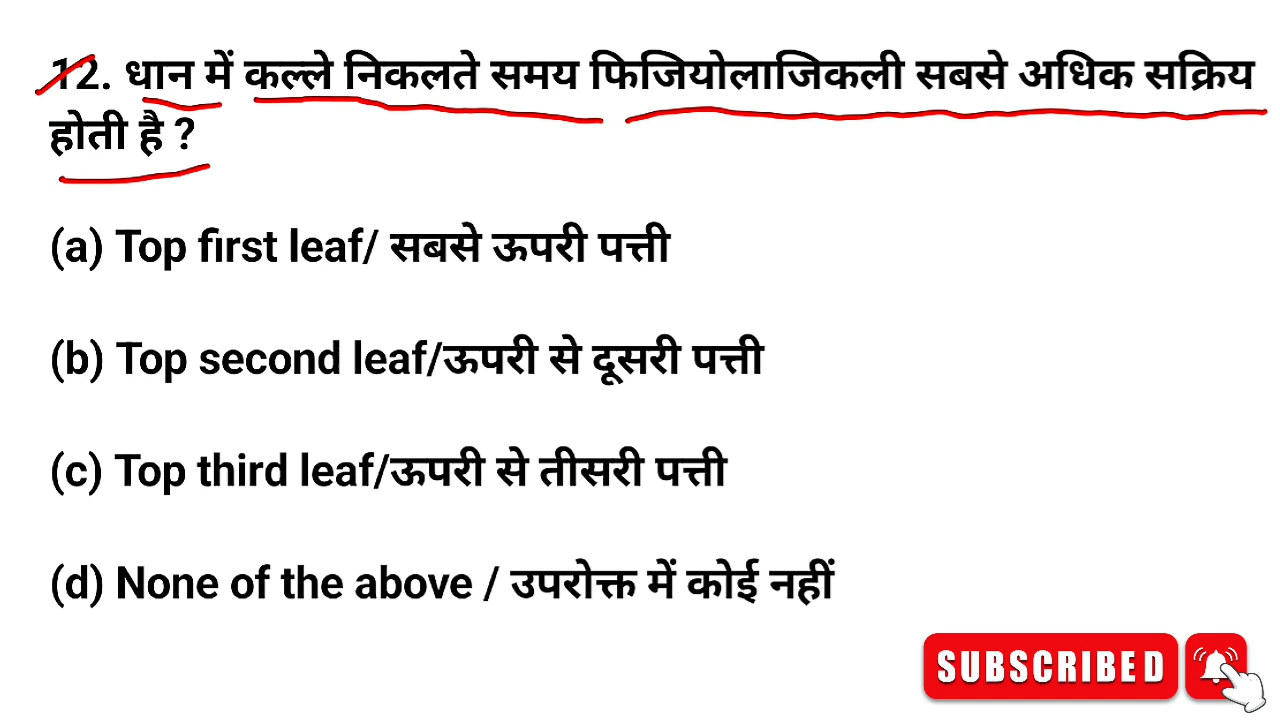 12. धान में कल्ले निकलते समय फिजियोलाजिकली सबसे अधिक सक्रिय
होती है ?
(a) Top first leaf/ सबसे ऊपरी पत्ती
(b) Top second leaf/ऊपरी से दूसरी पत्ती
(c) Top third leaf/ऊपरी से तीसरी पत्ती
(d) None of the above / उपरोक्त में कोई नहीं
SUBSCRIBED